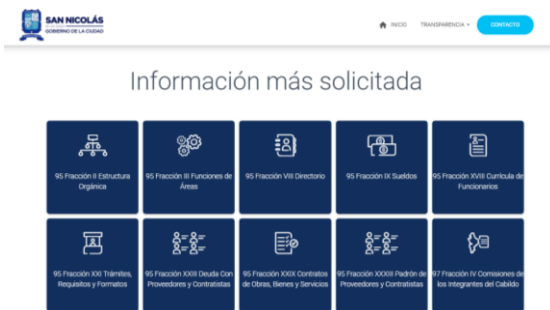 SAN NICOLÁS
GOBIERNO DE LA CIUDAD
INICIO
TRANSPARENCIA
CONTACTO
Información más solicitada
95 Fracción II Estructura
Orgánica
95 Fracción III Funciones de
Áreas
95 Fracción VIII Directorio
95 Fracción IX Sueldos
95 Fracción XVIII Currícula de
Funcionarios
95 Fracción XXI Trámites,
Requisitos y Formatos
95 Fracción XXIII Deuda Con
Proveedores y Contratistas
95 Fracción XXIX Contratos
de Obras, Bienes y Servicios
95 Fracción XXXIII Padrón de
Proveedores y Contratistas
97 Fracción IV Comisiones de
los Integrantes del Cabildo